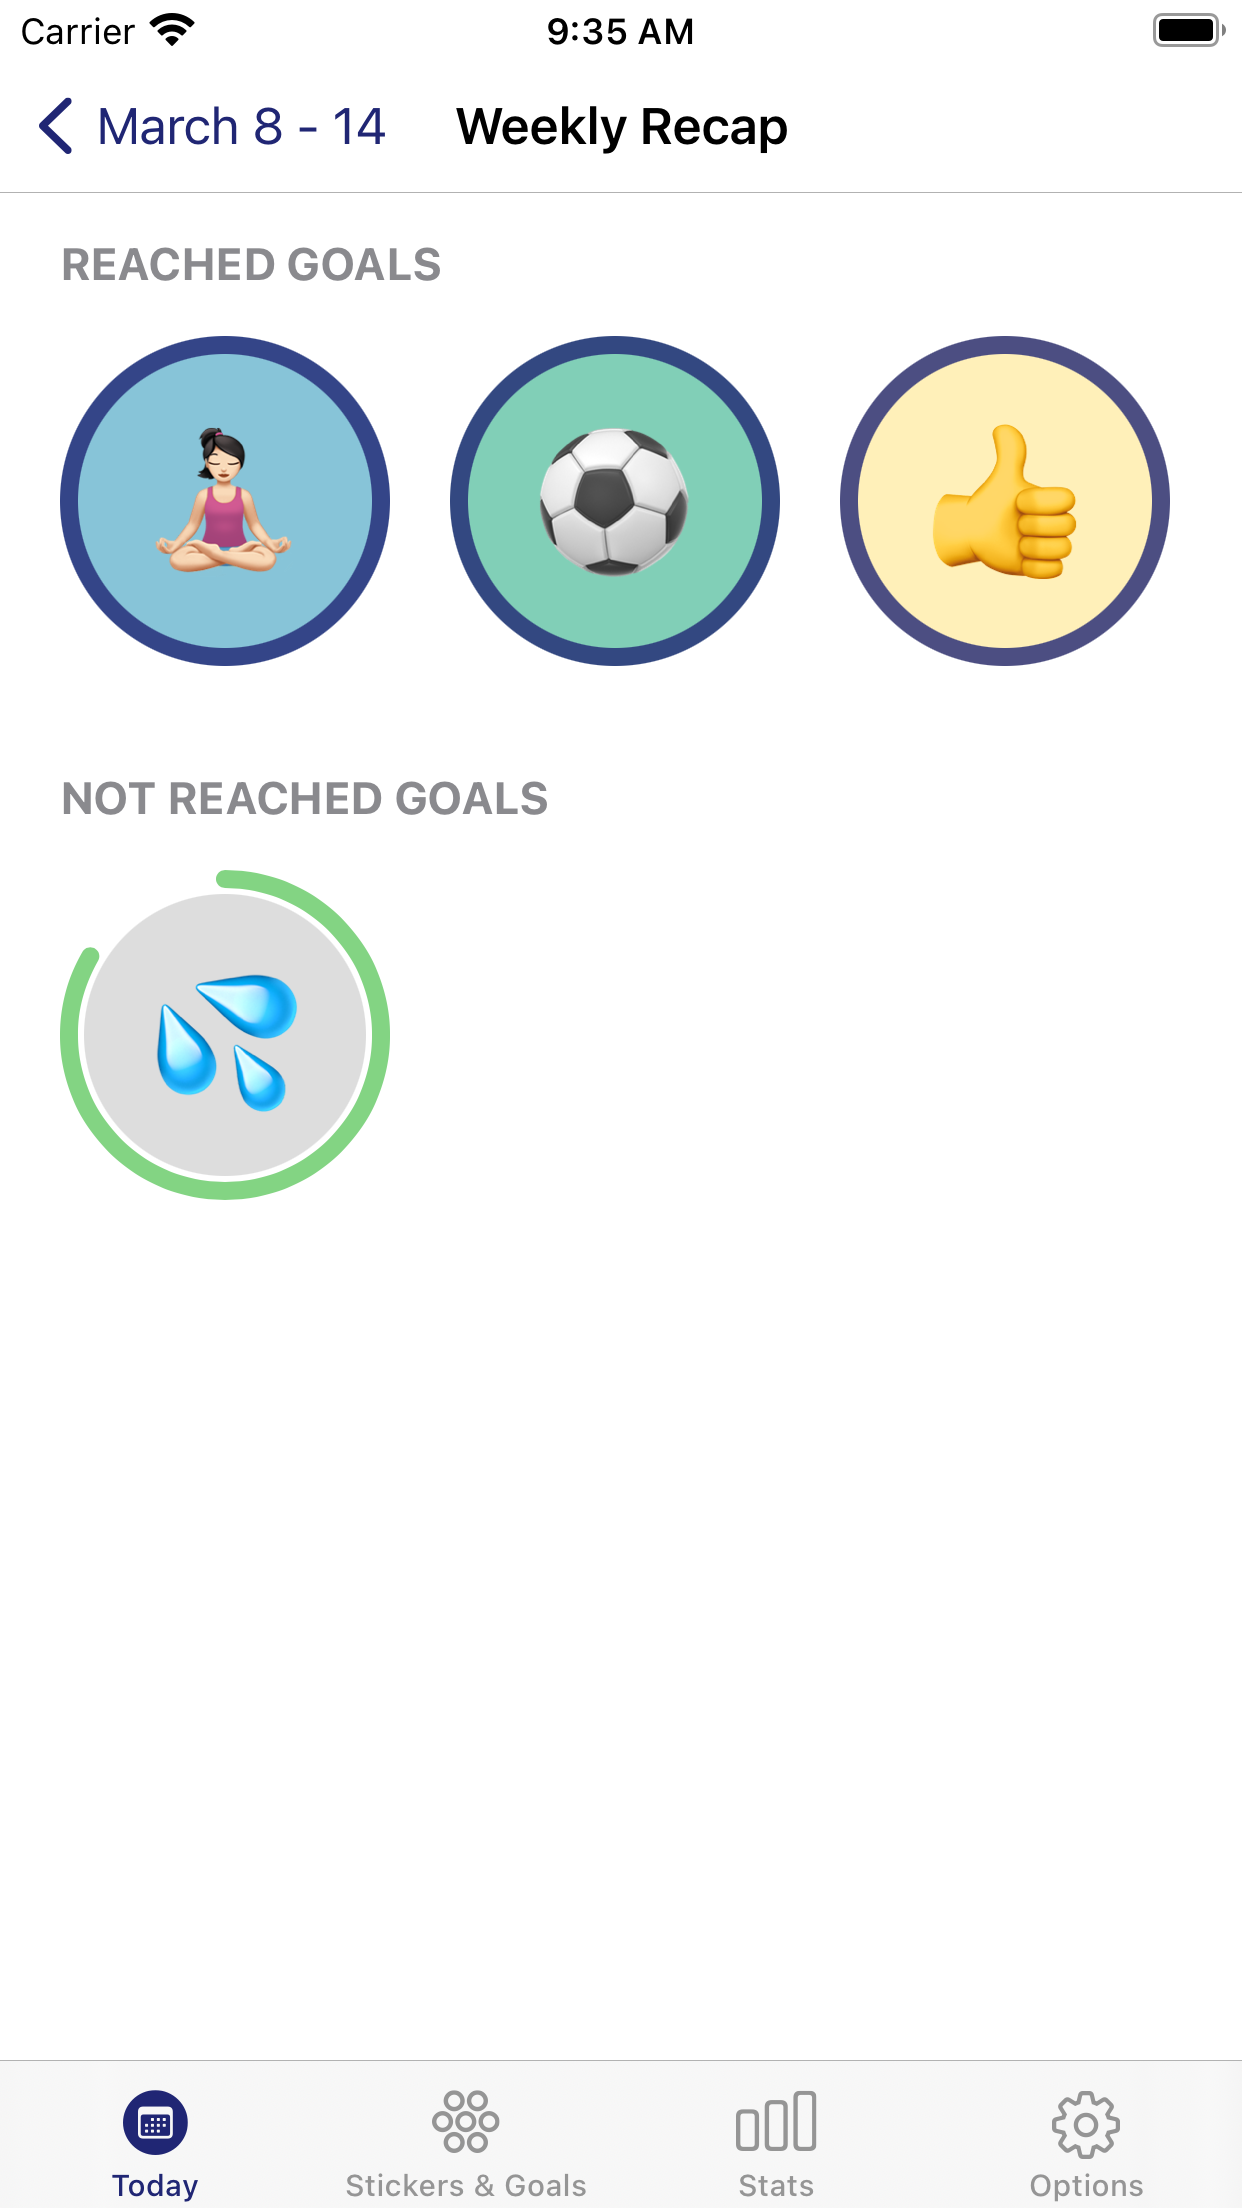 Carrier 9:35 AM
March 8 - 14 Weekly Recap
REACHED GOALS
NOT REACHED GOALS
Today Stickers & Goals Stats Options